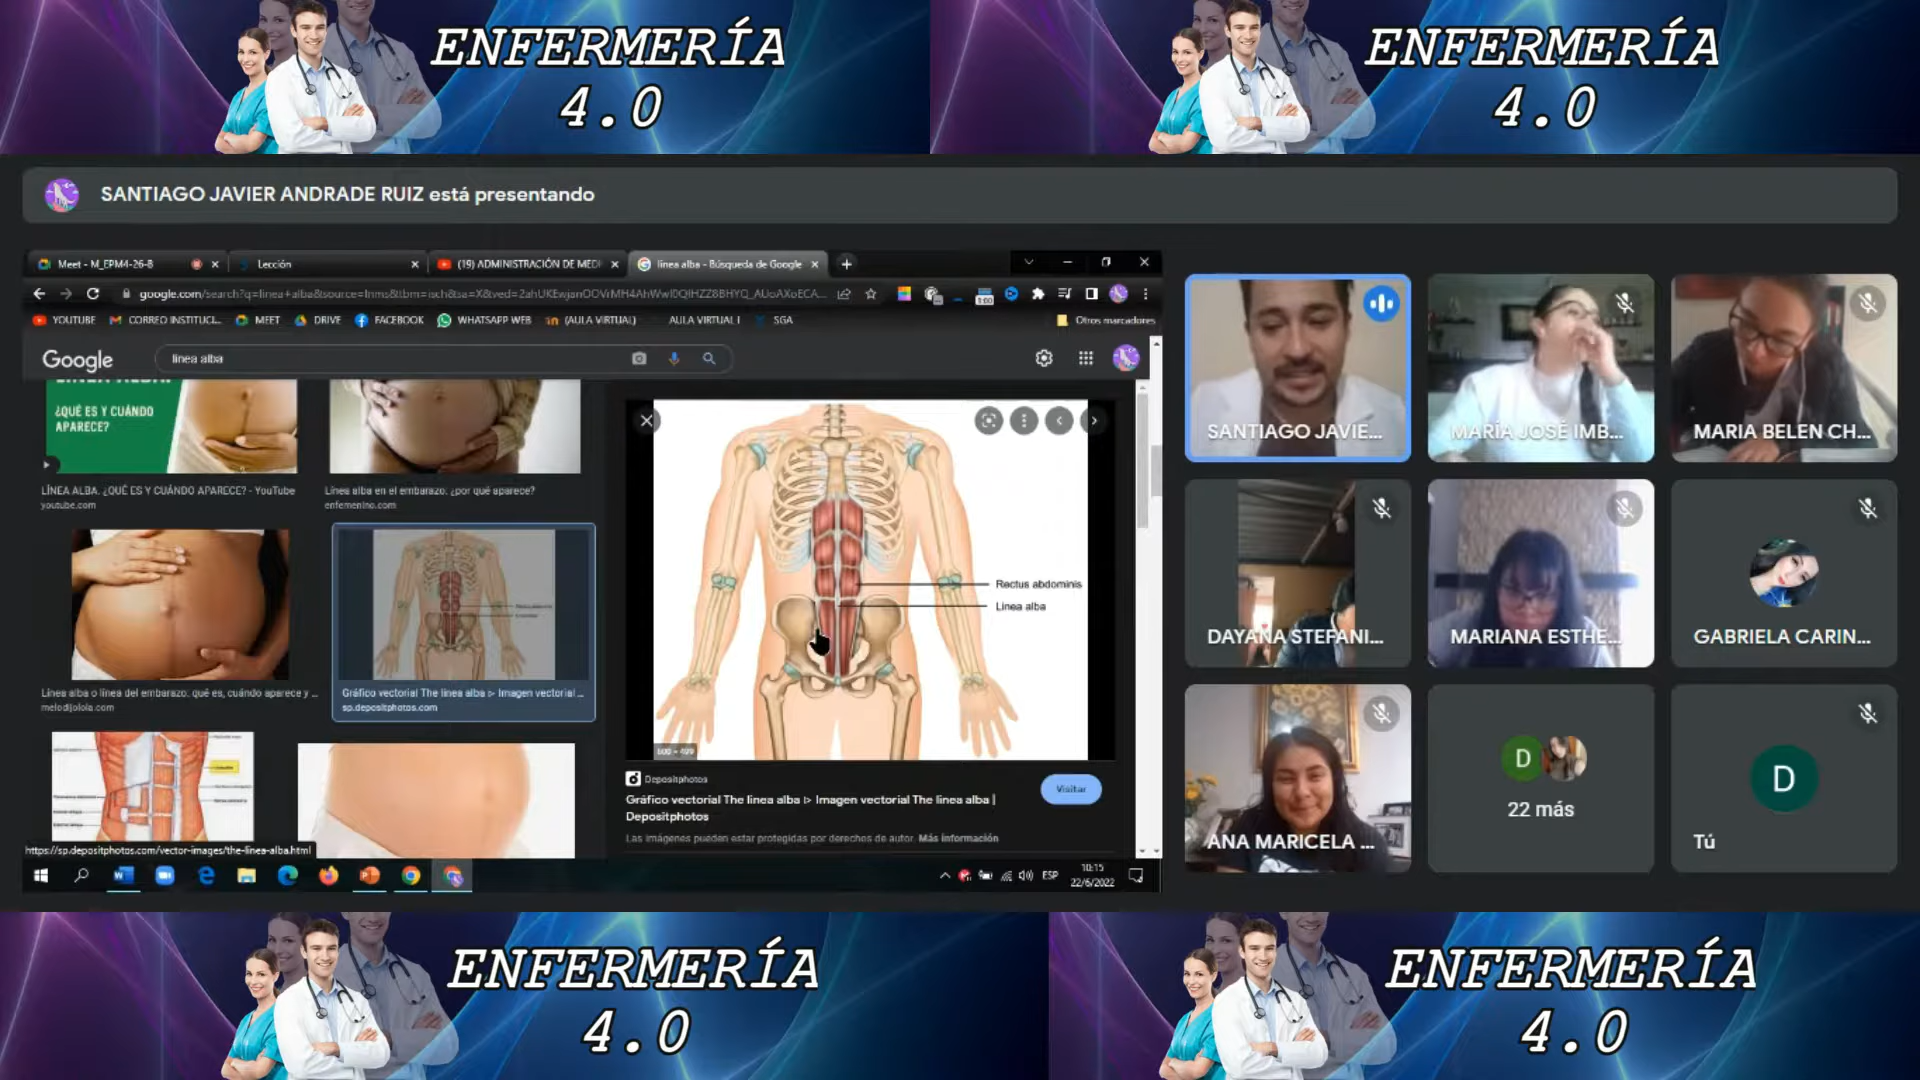 ENFERMERÍA
4.0
ENFERMERÍA
4.0
SANTIAGO JAVIER ANDRADE RUIZ está presentando
Meet - M_EPM4-26-B
Lección
(19) ADMINISTRACIÓN DE MEDI
linea alba - Búsqueda de Google
YOUTUBE
CORREO INSTITUCI...
MEET
DRIVE
FACEBOOK
WHATSAPP WEB
(AULA VIRTUAL)
AULA VIRTUAL I
SGA
Otros marcadores
Google
linea alba
¿QUÉ ES Y CUÁNDO
APARECE?
LÍNEA ALBA. ¿QUÉ ES Y CUÁNDO APARECE? - YouTube
youtube.com
Línea alba en el embarazo: ¿por qué aparece?
enfemenino.com
Línea alba o línea del embarazo: qué es, cuándo aparece y ...
melodijolola.com
Gráfico vectorial The linea alba ▷ Imagen vectorial ...
sp.depositphotos.com
Rectus abdominis
Linea alba
Depositphotos
Gráfico vectorial The linea alba ▷ Imagen vectorial The linea alba |
Depositphotos
Visitar
Las imágenes pueden estar protegidas por derechos de autor. Más información
https://sp.depositphotos.com/vector-images/the-linea-alba.html
ESP
10:15
22/6/2022
SANTIAGO JAVIE...
MARÍA JOSÉ IMB...
MARIA BELEN CH...
DAYANA STEFANI...
MARIANA ESTHE...
GABRIELA CARIN...
ANA MARICELA ...
D
22 más
D
Tú
ENFERMERÍA
4.0
ENFERMERÍA
4.0